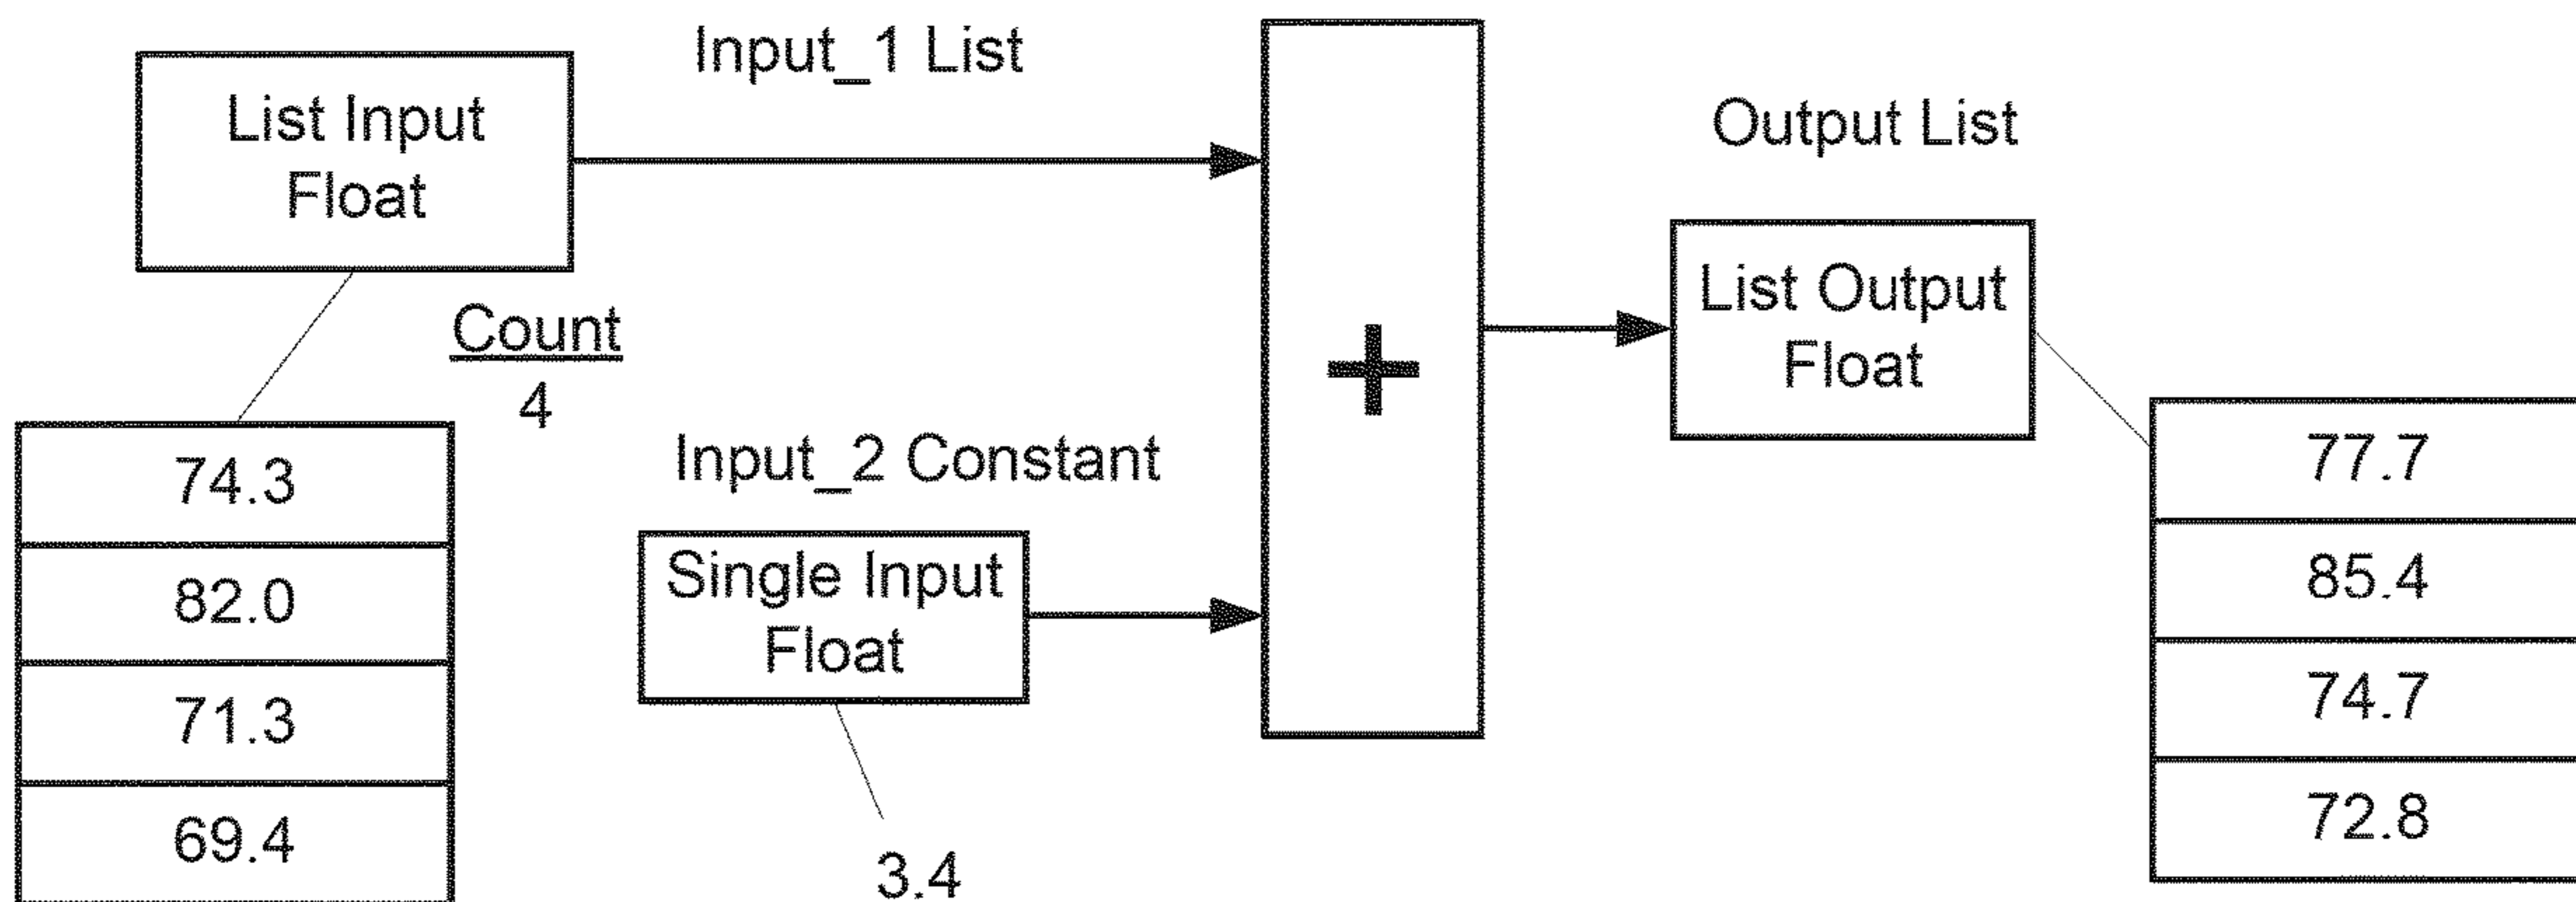 Input_1 List
List Input
Float
Count
4
74.3
82.0
71.3
69.4
Input_2 Constant
Single Input
Float
3.4
+
Output List
List Output
Float
77.7
85.4
74.7
72.8